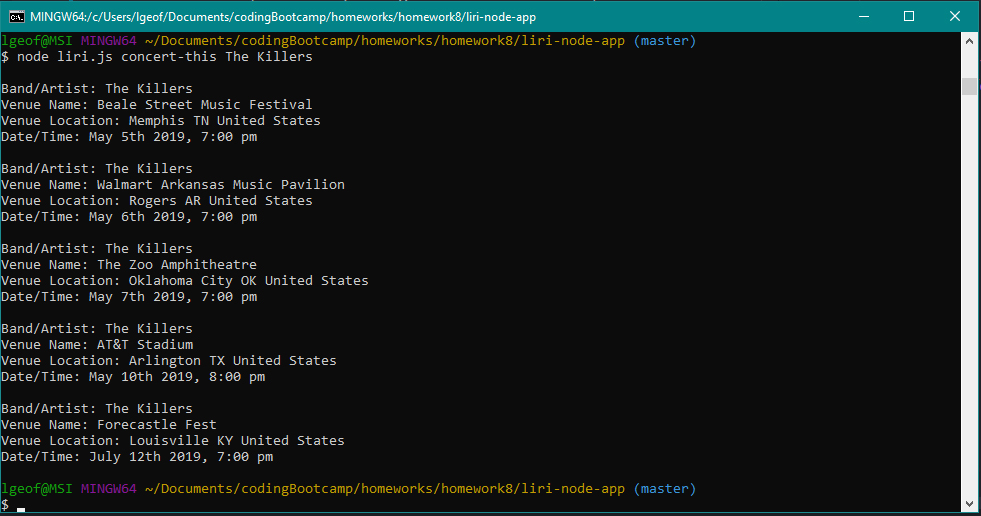 MINGW64:/c/Users/lgeof/Documents/codingBootcamp/homeworks/homework8/liri-node-app
lgeof@MSI MINGW64 ~/Documents/codingBootcamp/homeworks/homework8/liri-node-app (master)
$ node liri.js concert-this The Killers
Band/Artist: The Killers
Venue Name: Beale Street Music Festival
Venue Location: Memphis TN United States
Date/Time: May 5th 2019, 7:00 pm
Band/Artist: The Killers
Venue Name: Walmart Arkansas Music Pavilion
Venue Location: Rogers AR United States
Date/Time: May 6th 2019, 7:00 pm
Band/Artist: The Killers
Venue Name: The Zoo Amphitheatre
Venue Location: Oklahoma City OK United States
Date/Time: May 7th 2019, 7:00 pm
Band/Artist: The Killers
Venue Name: AT&T Stadium
Venue Location: Arlington TX United States
Date/Time: May 10th 2019, 8:00 pm
Band/Artist: The Killers
Venue Name: Forecastle Fest
Venue Location: Louisville KY United States
Date/Time: July 12th 2019, 7:00 pm
lgeof@MSI MINGW64 ~/Documents/codingBootcamp/homeworks/homework8/liri-node-app (master)
$